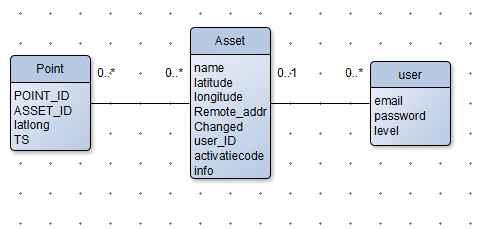 Point
POINT_ID
ASSET_ID
latlong
TS
0..*
0..*
Asset
name
latitude
longitude
Remote_addr
Changed
user_ID
activatiecode
info
0..1
0..*
user
email
password
level